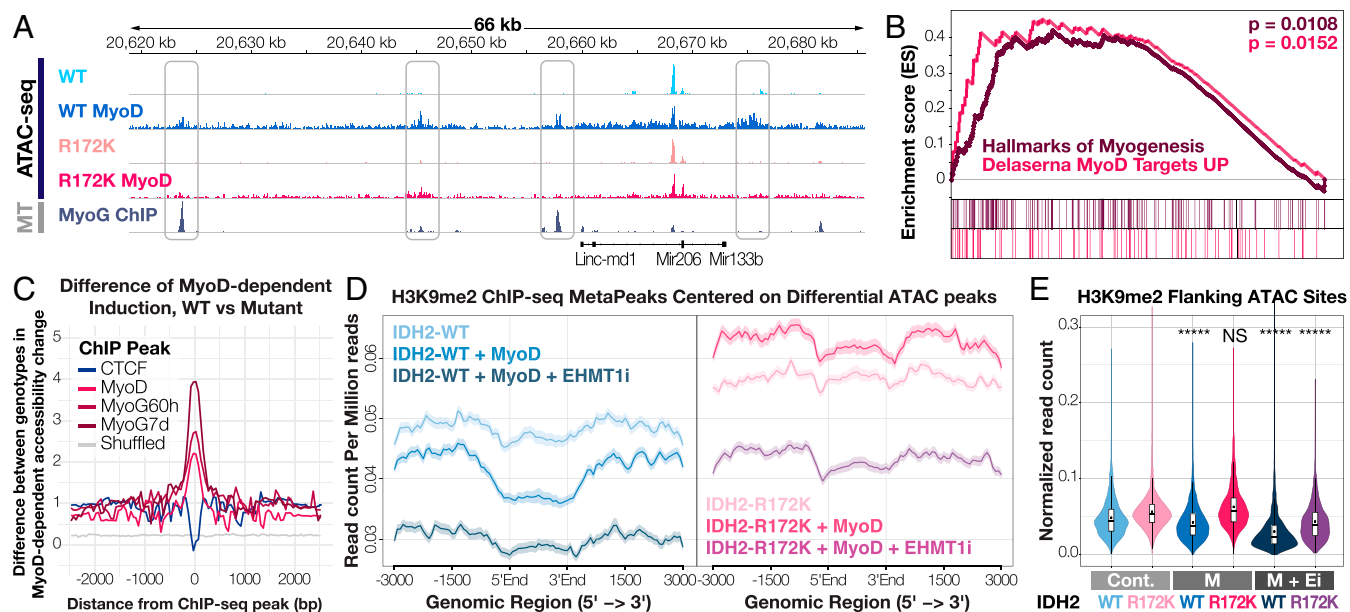 A
66 kb
20,620 kb 20,630 kb 20,640 kb 20,650 kb 20,660 kb 20,670 kb 20,680 kb
ATAC-seq
WT
WT MyoD
R172K
R172K MyoD
MT
MyoG ChIP
Linc-md1 Mir206 Mir133b
B
Enrichment score (ES)
0.4
0.3
0.2
0.1
0
p = 0.0108
p = 0.0152
Hallmarks of Myogenesis
Delaserna MyoD Targets UP
C
Difference of MyoD-dependent
Induction, WT vs Mutant
Difference between genotypes in
MyoD-dependent accessibility change
5
4
3
2
1
0
ChIP Peak
CTCF
MyoD
MyoG60h
MyoG7d
Shuffled
-2000 -1000 0 1000 2000
Distance from ChIP-seq peak (bp)
D
H3K9me2 ChIP-seq MetaPeaks Centered on Differential ATAC peaks
Read count Per Million reads
0.06
0.05
0.04
0.03
IDH2-WT
IDH2-WT + MyoD
IDH2-WT + MyoD + EHMT1i
IDH2-R172K
IDH2-R172K + MyoD
IDH2-R172K + MyoD + EHMT1i
-3000 -1500 5'End 5'End 1500 3000
-3000 -1500 5'End 3'End 1500 3000
Genomic Region (5' –> 3') Genomic Region (5' –> 3')
E
H3K9me2 Flanking ATAC Sites
Normalized read count
0.3
0.2
0.1
0.0
***** NS ***** *****
Cont. M M + Ei
IDH2 WT R172K WT R172K WT R172K